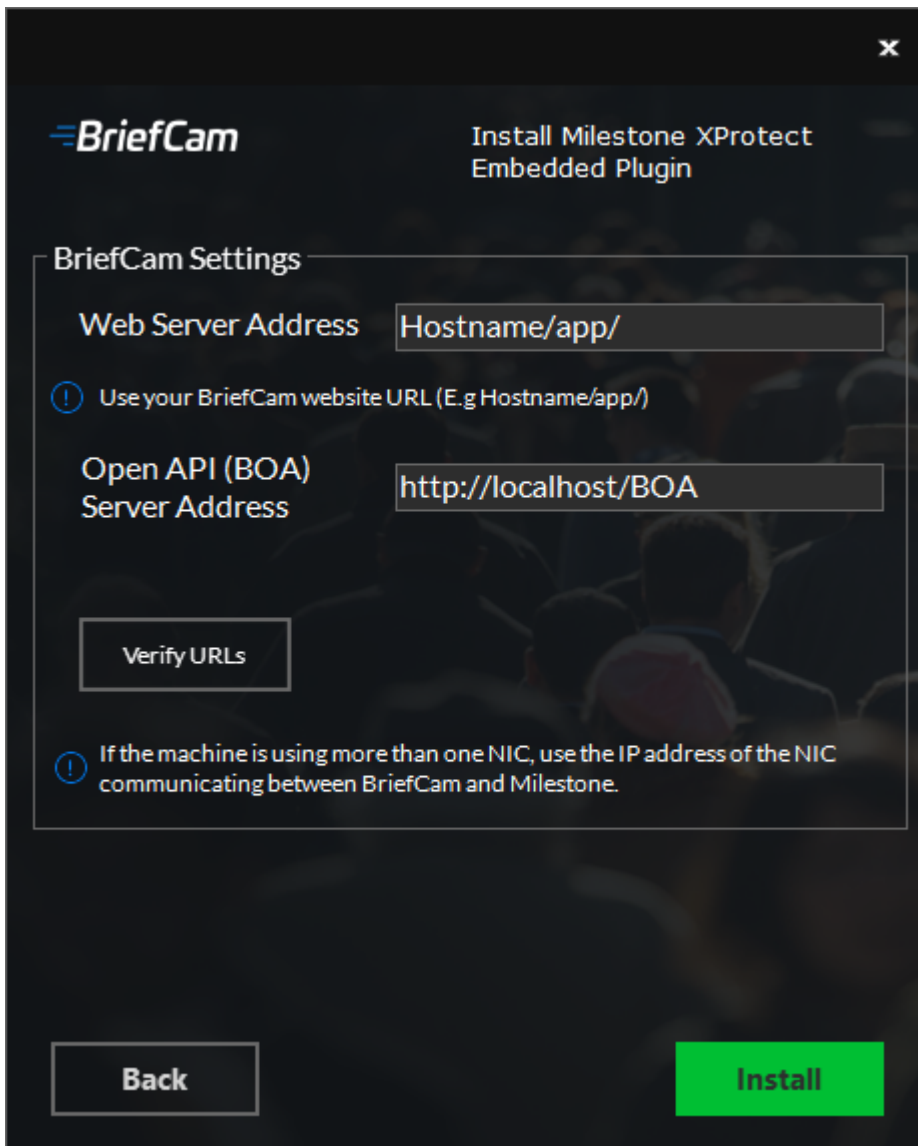 x
BriefCam
Install Milestone XProtect
Embedded Plugin
BriefCam Settings
Web Server Address
Hostname/app/
Use your BriefCam website URL (E.g Hostname/app/)
Open API (BOA)
Server Address
http://localhost/BOA
Verify URLs
If the machine is using more than one NIC, use the IP address of the NIC
communicating between BriefCam and Milestone.
Back
Install